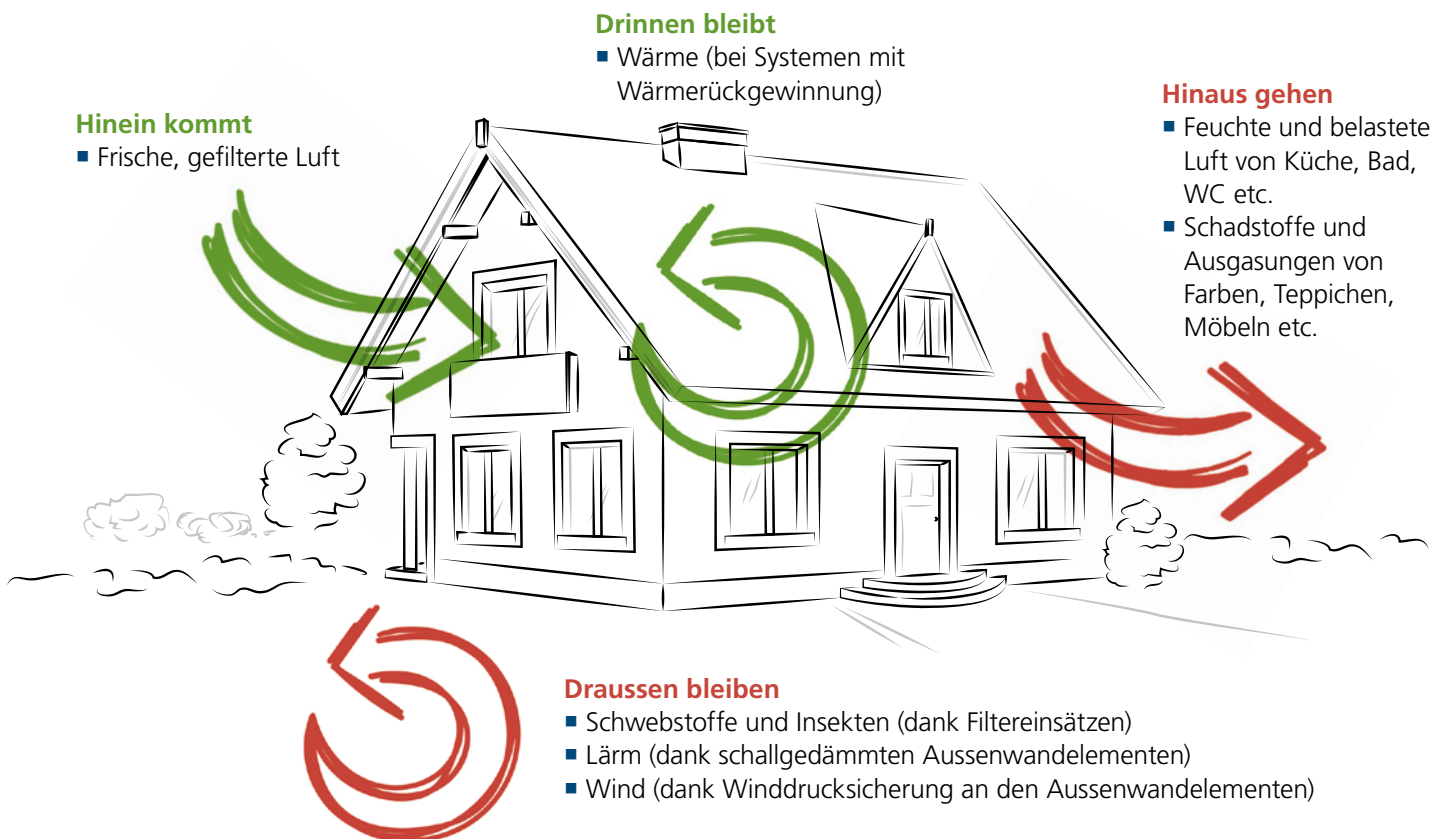 Drinnen bleibt
■ Wärme (bei Systemen mit
Wärmerückgewinnung)
Hinein kommt
■ Frische, gefilterte Luft
Hinaus gehen
■ Feuchte und belastete
Luft von Küche, Bad,
WC etc.
■ Schadstoffe und
Ausgasungen von
Farben, Teppichen,
Möbeln etc.
Draussen bleiben
■ Schwebstoffe und Insekten (dank Filtereinsätzen)
■ Lärm (dank schallgedämmten Aussenwandelementen)
■ Wind (dank Winddrucksicherung an den Aussenwandelementen)